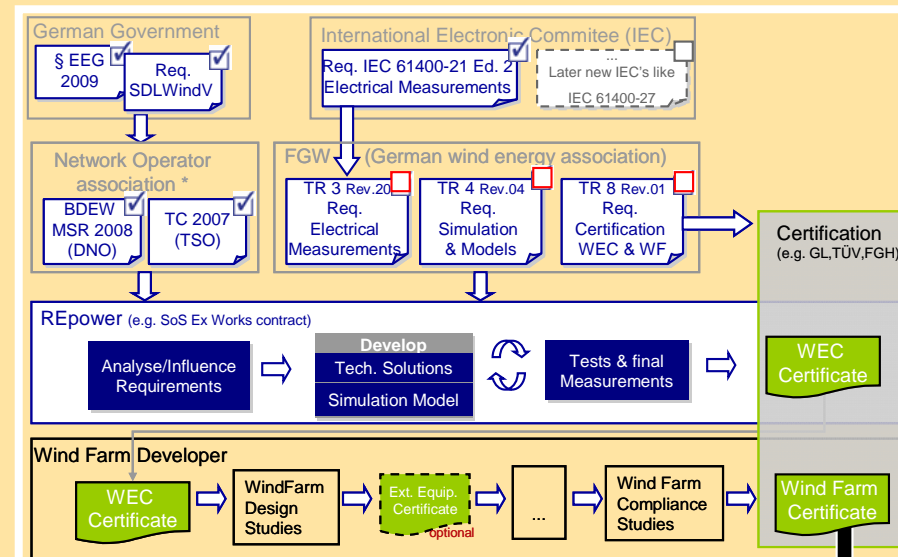 German Government
§ EEG
2009
Req.
SDLWindV
International Electronic Commitee (IEC)
Req. IEC 61400-21 Ed. 2
Electrical Measurements
...
Later new IEC's like
IEC 61400-27
Network Operator
association *
BDEW
MSR 2008
(DNO)
TC 2007
(TSO)
FGW (German wind energy association)
TR 3 Rev.20
Req.
Electrical
Measurements
TR 4 Rev.04
Req.
Simulation
& Models
TR 8 Rev.01
Req.
Certification
WEC & WF
Certification
(e.g. GL,TÜV,FGH)
REpower (e.g. SoS Ex Works contract)
Analyse/Influence
Requirements
Develop
Tech. Solutions
Simulation Model
Tests & final
Measurements
WEC
Certificate
Wind Farm Developer
WEC
Certificate
WindFarm
Design
Studies
Ext. Equip.
Certificate
optional
...
Wind Farm
Compliance
Studies
Wind Farm
Certificate